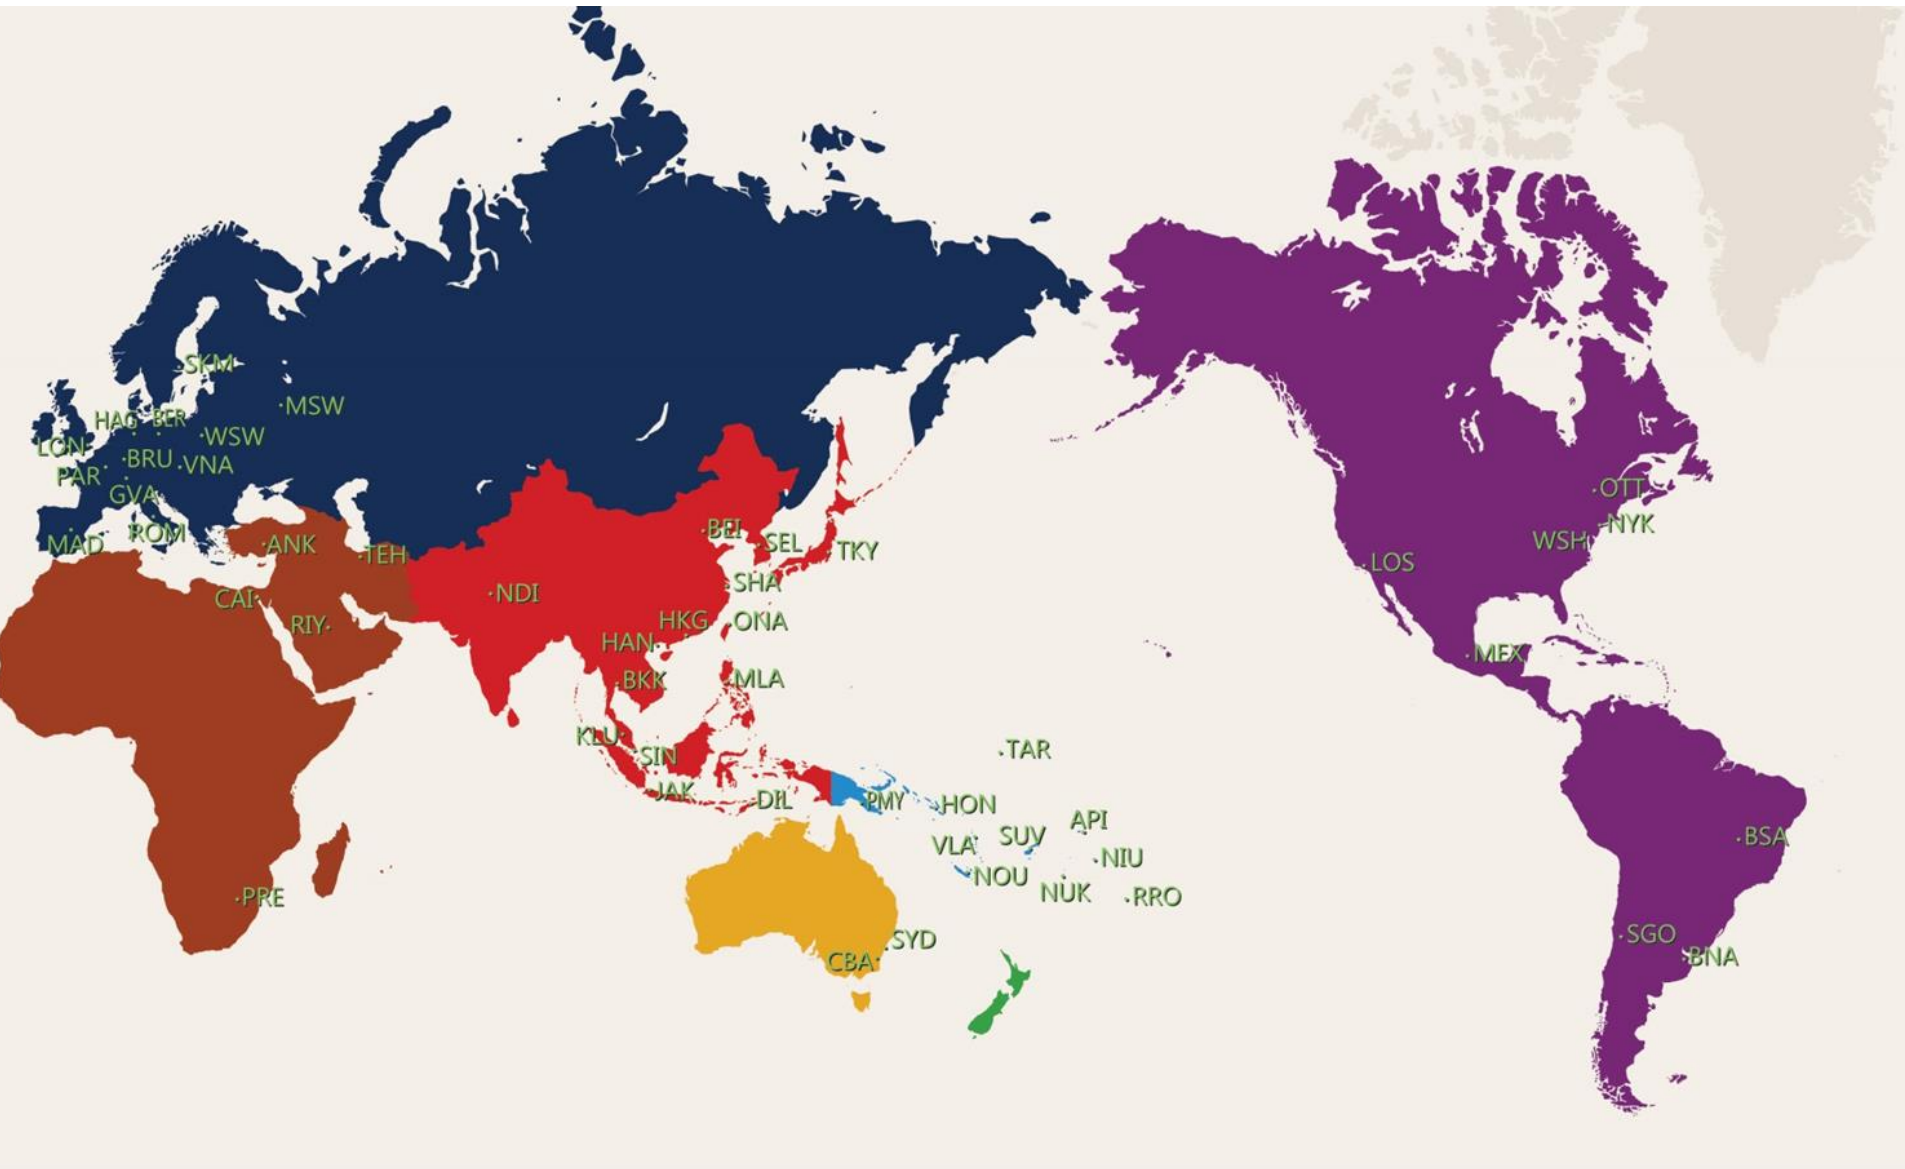 SKM
MSW
HAG
BER
WSW
LON
BRU
VNA
PAR
GVA
OTT
NYK
BEI
ROM
WSH
MAD
ANK
SEL
TKY
TEH
LOS
SHA
NDI
CAI
HKG
ONA
RIY
HAN
MEX
BKK
MLA
KLU
TAR
SIN
JAK
DIL
PMY
HON
API
SUV
BSA
VLA
NIU
NOU
NUK
RRO
PRE
SGO
SYD
BNA
CBA